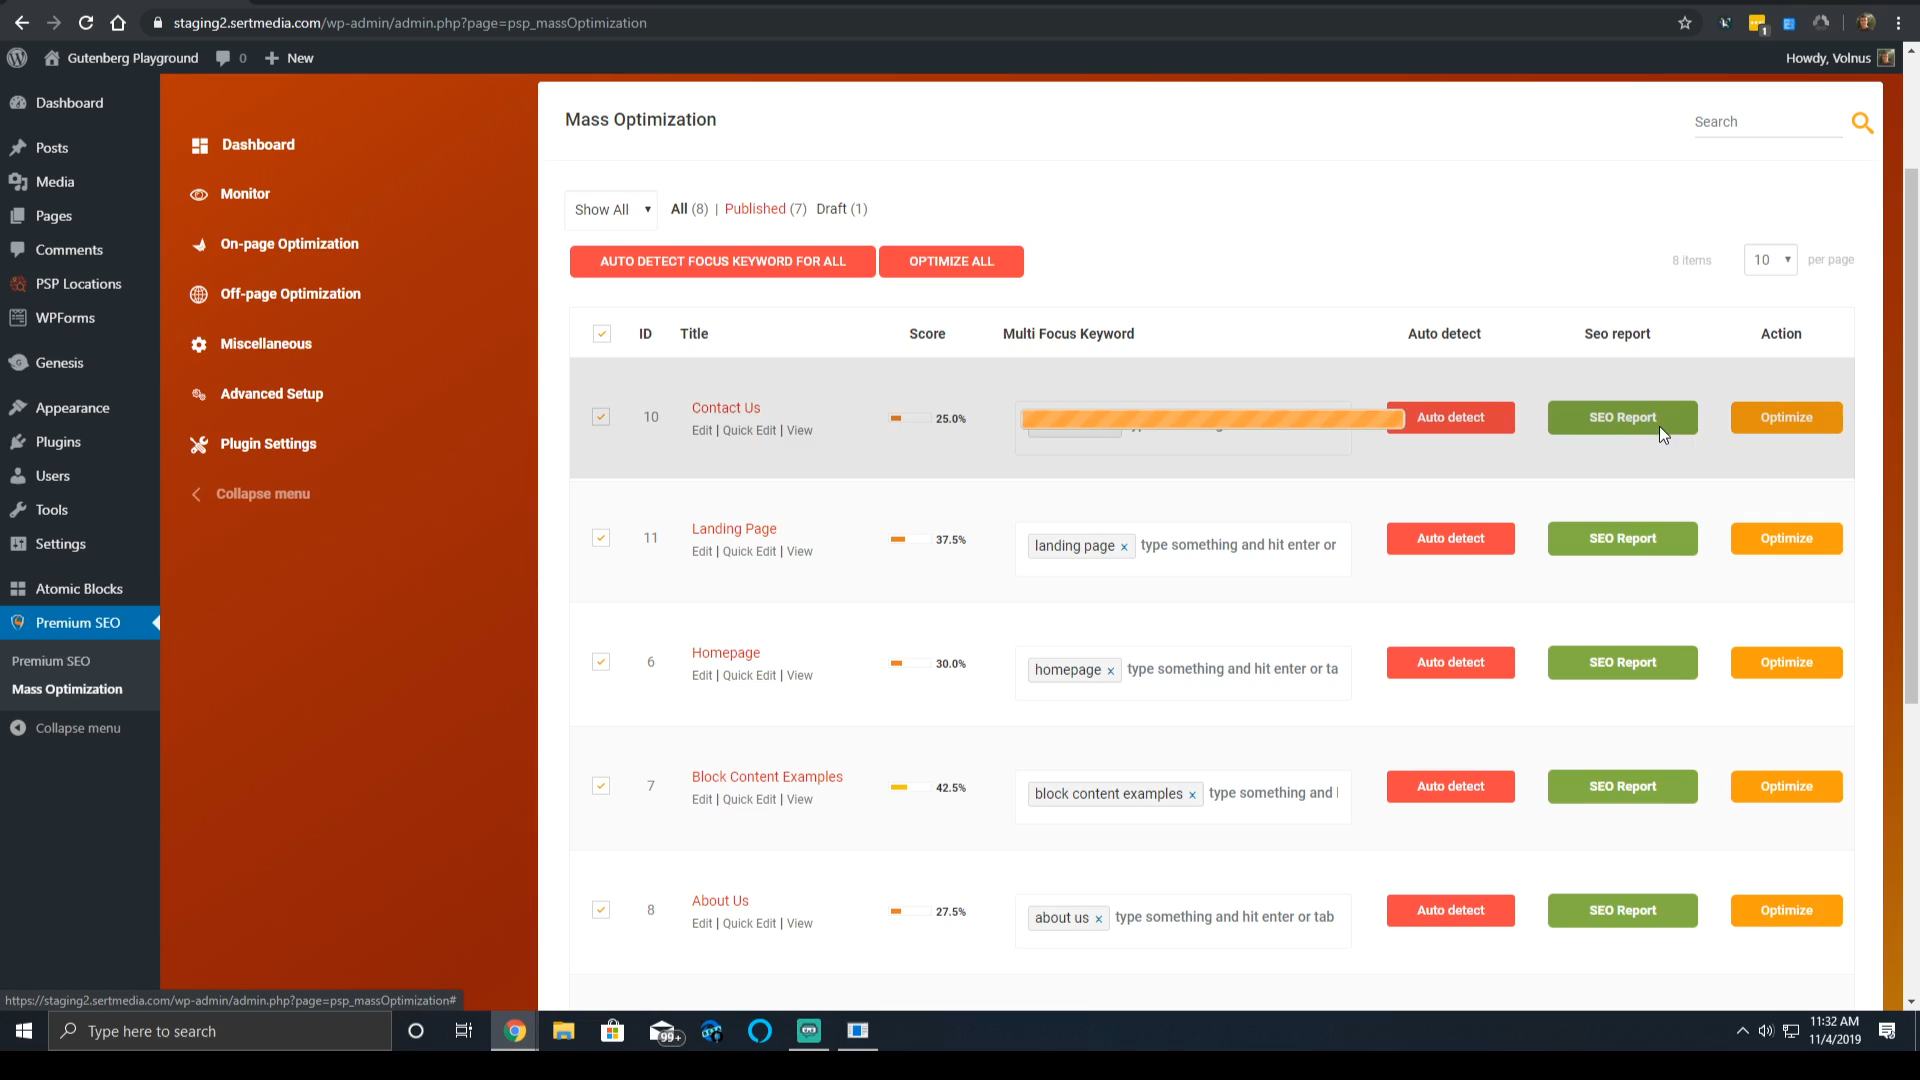 staging2.sertmedia.com/wp-admin/admin.php?page=psp_massOptimization
1
Gutenberg Playground 0 New Howdy, Volnus
Dashboard
Posts
Media
Pages
Comments
PSP Locations
WPForms
Genesis
Appearance
Plugins
Users
Tools
Settings
Atomic Blocks
Premium SEO
Premium SEO
Mass Optimization
Collapse menu
Dashboard
Monitor
On-page Optimization
Off-page Optimization
Miscellaneous
Advanced Setup
Plugin Settings
Collapse menu
Mass Optimization Search
Show All All (8) | Published (7) Draft (1)
AUTO DETECT FOCUS KEYWORD FOR ALL OPTIMIZE ALL 8 items 10 per page
ID Title Score Multi Focus Keyword Auto detect Seo report Action
10 Contact Us 25.0% Auto detect SEO Report Optimize
Edit | Quick Edit | View
11 Landing Page 37.5% landing page × type something and hit enter or Auto detect SEO Report Optimize
Edit | Quick Edit | View
6 Homepage 30.0% homepage × type something and hit enter or ta Auto detect SEO Report Optimize
Edit | Quick Edit | View
7 Block Content Examples 42.5% block content examples × type something and Auto detect SEO Report Optimize
Edit | Quick Edit | View
8 About Us 27.5% about us × type something and hit enter or tab Auto detect SEO Report Optimize
Edit | Quick Edit | View
https://staging2.sertmedia.com/wp-admin/admin.php?page=psp_massOptimization#
Type here to search
99+
11:32 AM
11/4/2019